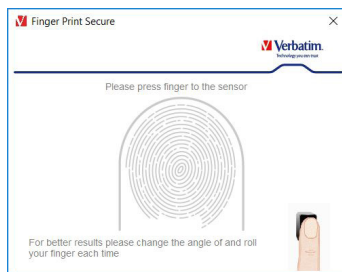 Finger Print Secure
Verbatim.
Technology you can trust
Please press finger to the sensor
For better results please change the angle of and roll
your finger each time